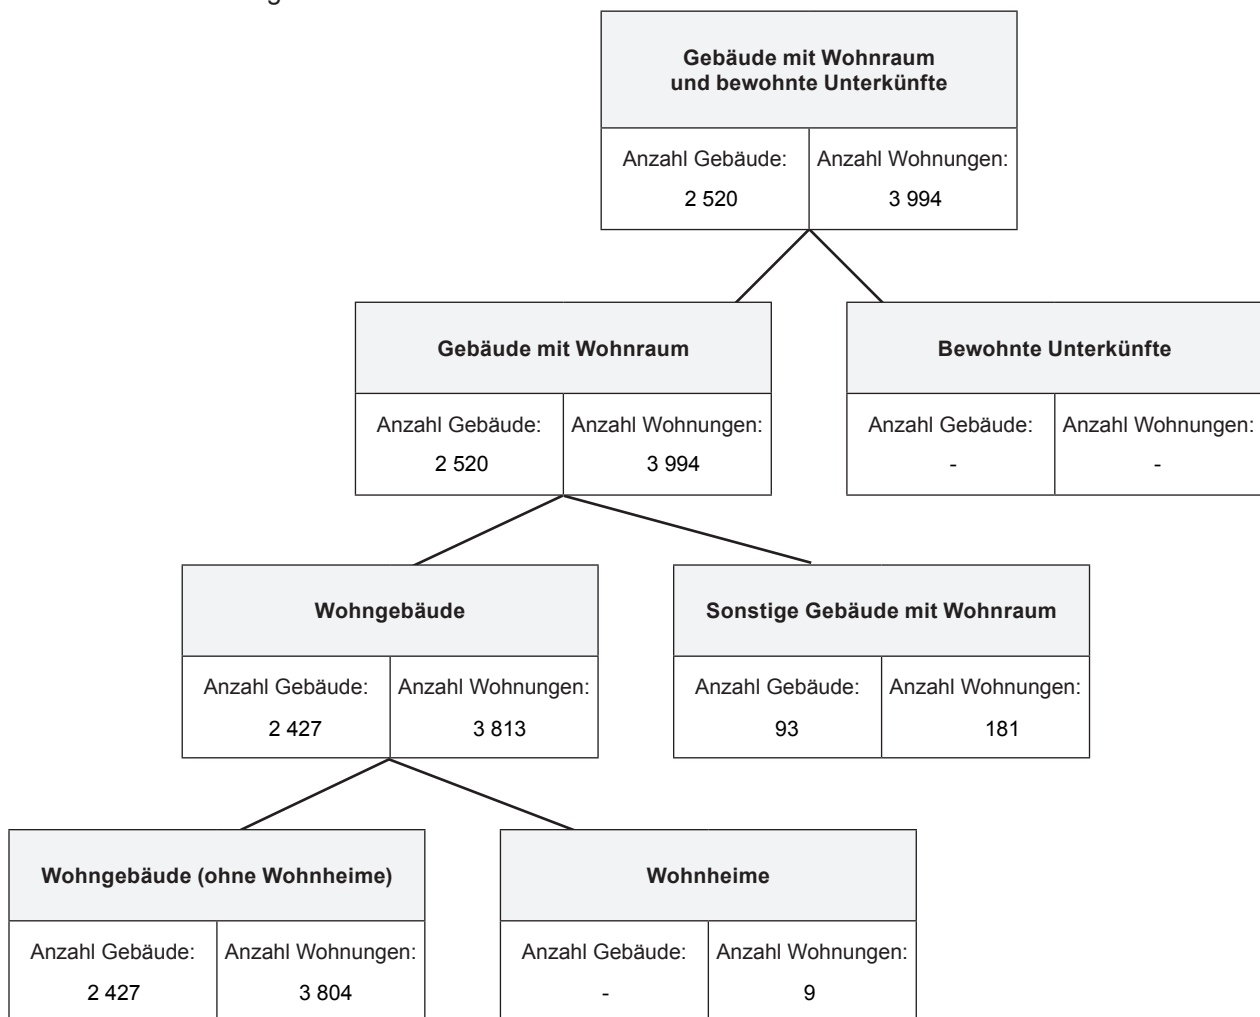 Gebäude mit Wohnraum
und bewohnte Unterkünfte
Anzahl Gebäude: Anzahl Wohnungen:
2 520 3 994
Gebäude mit Wohnraum Bewohnte Unterkünfte
Anzahl Gebäude: Anzahl Wohnungen: Anzahl Gebäude: Anzahl Wohnungen:
2 520 3 994 - -
Wohngebäude Sonstige Gebäude mit Wohnraum
Anzahl Gebäude: Anzahl Wohnungen: Anzahl Gebäude: Anzahl Wohnungen:
2 427 3 813 93 181
Wohngebäude (ohne Wohnheime) Wohnheime
Anzahl Gebäude: Anzahl Wohnungen: Anzahl Gebäude: Anzahl Wohnungen:
2 427 3 804 - 9